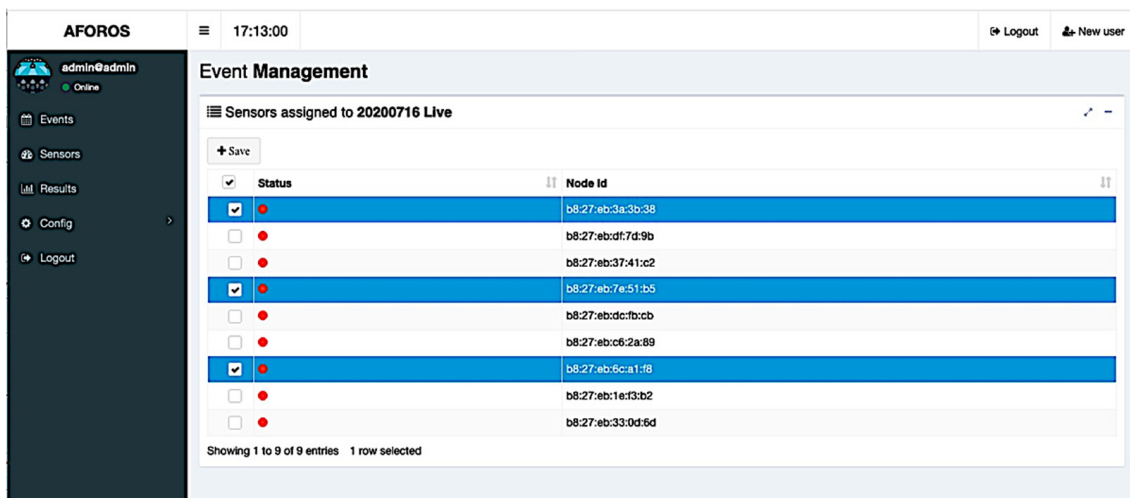 AFOROS 17:13:00 Logout New user
admin@admin
Online
Event Management
Events
Sensors
Results
Config
Logout
Sensors assigned to 20200716 Live
Save
Status Node Id
b8:27:eb:3a:3b:38
b8:27:eb:df:7d:9b
b8:27:eb:37:41:c2
b8:27:eb:7e:51:b5
b8:27:eb:dc:fb:cb
b8:27:eb:c6:2a:89
b8:27:eb:6c:a1:f8
b8:27:eb:1e:f3:b2
b8:27:eb:33:0d:6d
Showing 1 to 9 of 9 entries 1 row selected